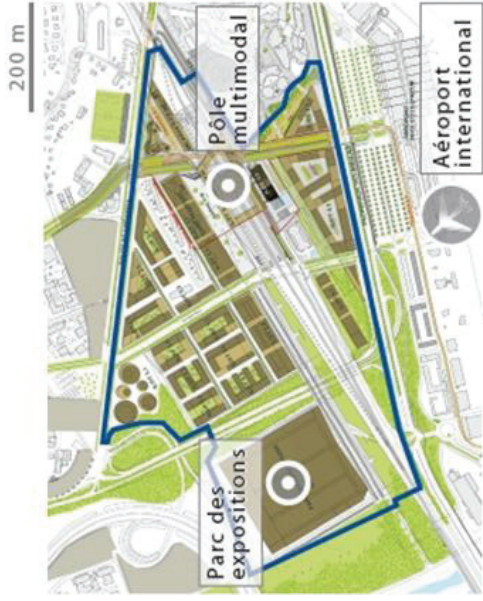 200 m
Pôle
multimodal
Parc des
expositions
Aéroport
international